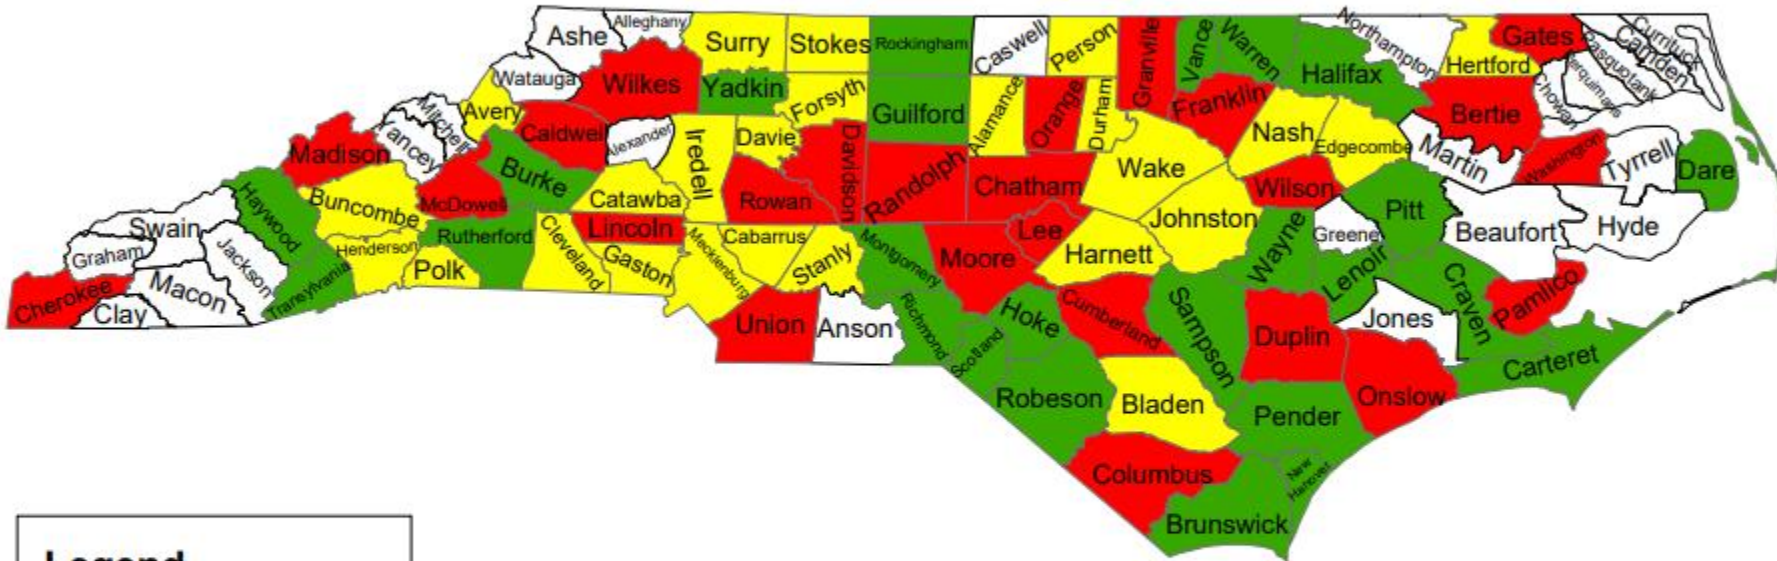 Ashe
Alleghany
Surry
Stokes
Rockingham
Caswell
Person
Granville
Vance
Warren
Northampton
Hertford
Gates
Currituck
Camden
Pasquotank
Perquimans
Chowan
Watauga
Wilkes
Yadkin
Forsyth
Guilford
Alamance
Orange
Durham
Franklin
Halifax
Bertie
Mitchell
Avery
Caldwell
Alexander
Iredell
Davie
Davidson
Randolph
Chatham
Wake
Nash
Edgecombe
Martin
Washington
Tyrrell
Dare
Madison
Yancey
McDowell
Burke
Catawba
Rowan
Lee
Johnston
Wilson
Pitt
Beaufort
Hyde
Haywood
Buncombe
Rutherford
Lincoln
Swain
Graham
Jackson
Henderson
Polk
Cleveland
Gaston
Mecklenburg
Cabarrus
Stanly
Montgomery
Moore
Harnett
Wayne
Greene
Lenoir
Craven
Pamlico
Cherokee
Clay
Macon
Transylvania
Union
Anson
Richmond
Scotland
Hoke
Cumberland
Sampson
Duplin
Jones
Onslow
Carteret
Robeson
Bladen
Pender
Columbus
New
Hanover
Brunswick
Legend